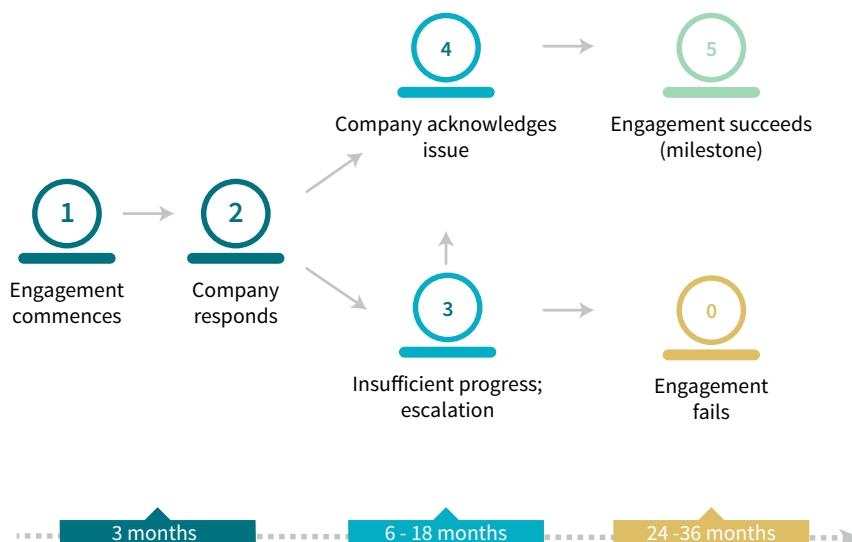 4
5
Company acknowledges
issue
Engagement succeeds
(milestone)
1
2
Engagement
commences
Company
responds
3
0
Insufficient progress;
escalation
Engagement
fails
3 months
6 - 18 months
24 -36 months